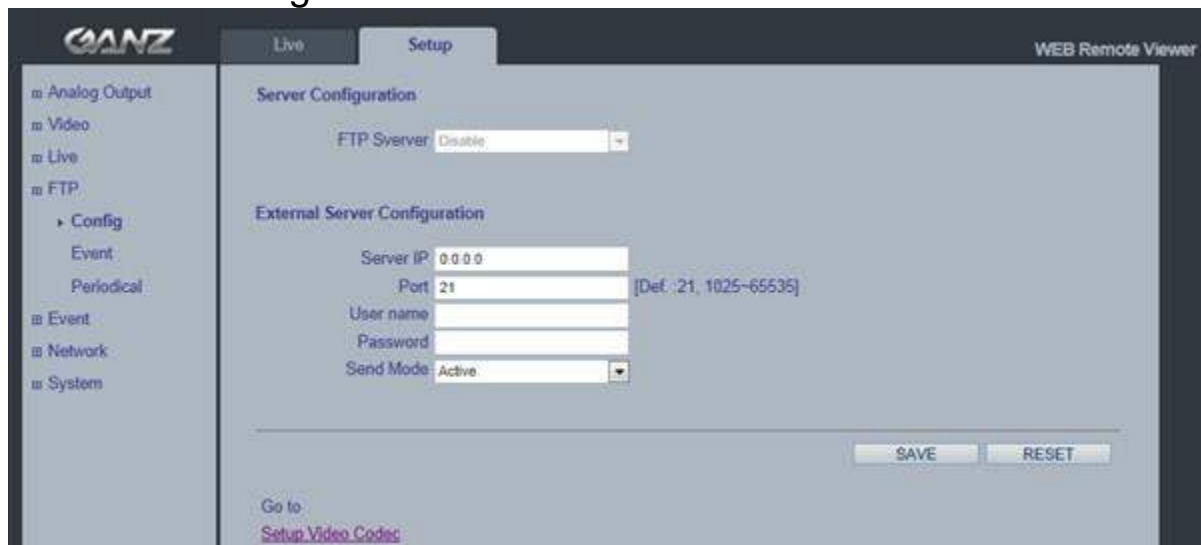 GANZ
Live
Setup
WEB Remote Viewer
Analog Output
Video
Live
FTP
Config
Event
Periodical
Event
Network
System
Server Configuration
FTP Sverver Disable
External Server Configuration
Server IP 0.0.0.0
Port 21 [Def. :21, 1025~65535]
User name
Password
Send Mode Active
SAVE RESET
Go to
Setup Video Codec